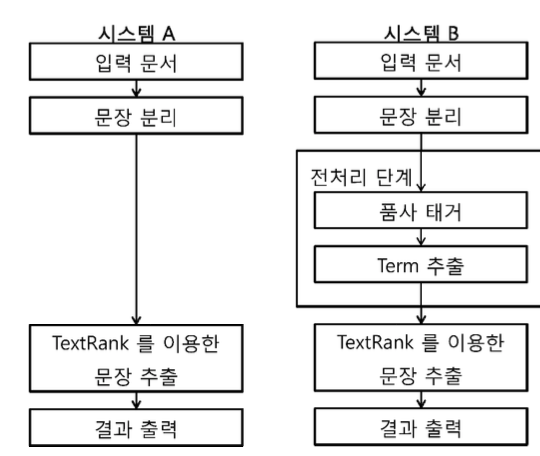 시스템 A
입력 문서
문장 분리
TextRank 를 이용한
문장 추출
결과 출력
시스템 B
입력 문서
문장 분리
전처리 단계
품사 태거
Term 추출
TextRank 를 이용한
문장 추출
결과 출력